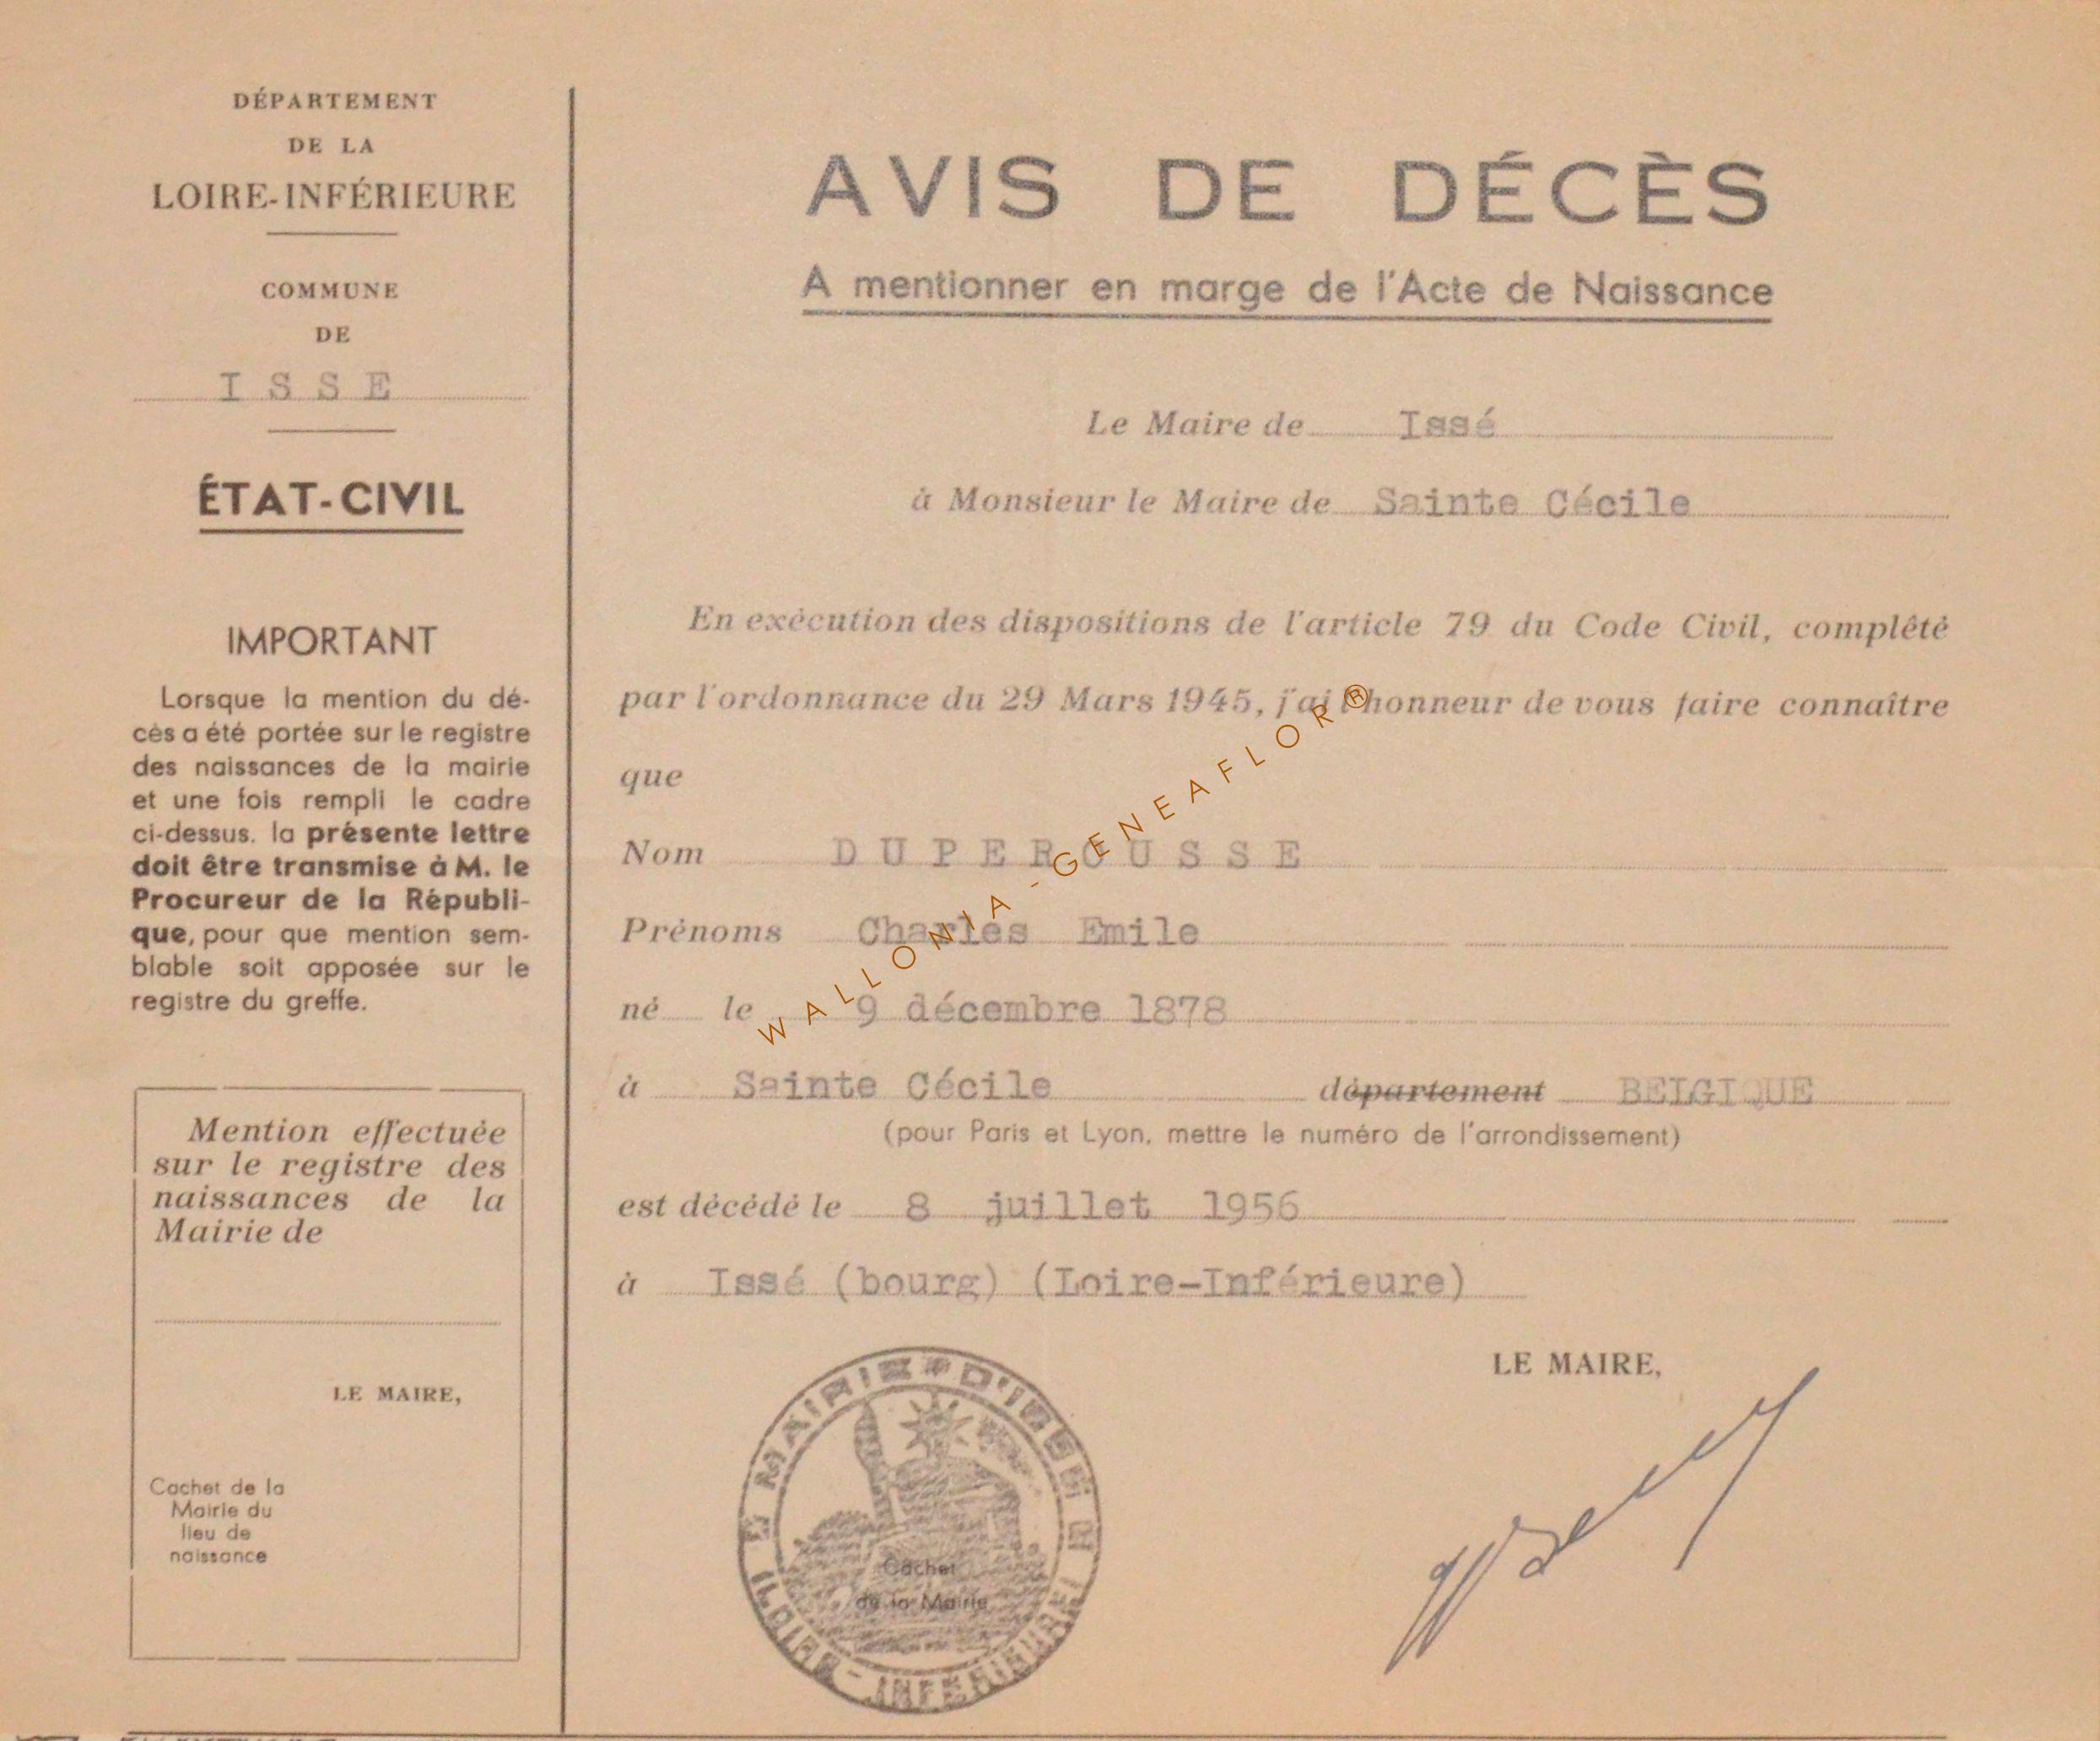 DÉPARTEMENT
DE LA
LOIRE-INFÉRIEURE
COMMUNE
DE
ISSE
ÉTAT-CIVIL
IMPORTANT
Lorsque la mention du dé-
cès a été portée sur le registre
des naissances de la mairie
et une fois rempli le cadre
ci-dessus. la présente lettre
doit être transmise à M. le
Procureur de la Républi-
que, pour que mention sem-
blable soit apposée sur le
registre du greffe.
Mention effectuée
sur le registre des
naissances de la
Mairie de
LE MAIRE,
Cachet de la
Mairie du
lieu de
naissance
AVIS DE DÉCÈS
A mentionner en marge de l'Acte de Naissance
Le Maire de Issé
à Monsieur le Maire de Sainte Cécile
En exécution des dispositions de l'article 79 du Code Civil, complété
par l'ordonnance du 29 Mars 1945, j'ai l'honneur de vous faire connaître
que
Nom DUPEROUSSE
Prénoms Charles Emile
né le 9 décembre 1878
à Sainte Cécile département BELGIQUE
(pour Paris et Lyon, mettre le numéro de l'arrondissement)
est décédé le 8 juillet 1956
à Issé (bourg) (Loire-Inférieure)
LE MAIRE,
MAIRIE D'ISSÉ
LOIRE-INFÉRIEURE
Cachet
de la Mairie
WALLONIA-GENEAFLOR®